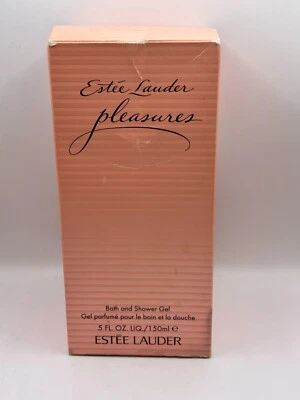 Estée Lauder
pleasures
Bath and Shower Gel
Gel parfumé pour le bain et la douche
5 FL. OZ. LIQ./150ml ℮
ESTĒE LAUDER